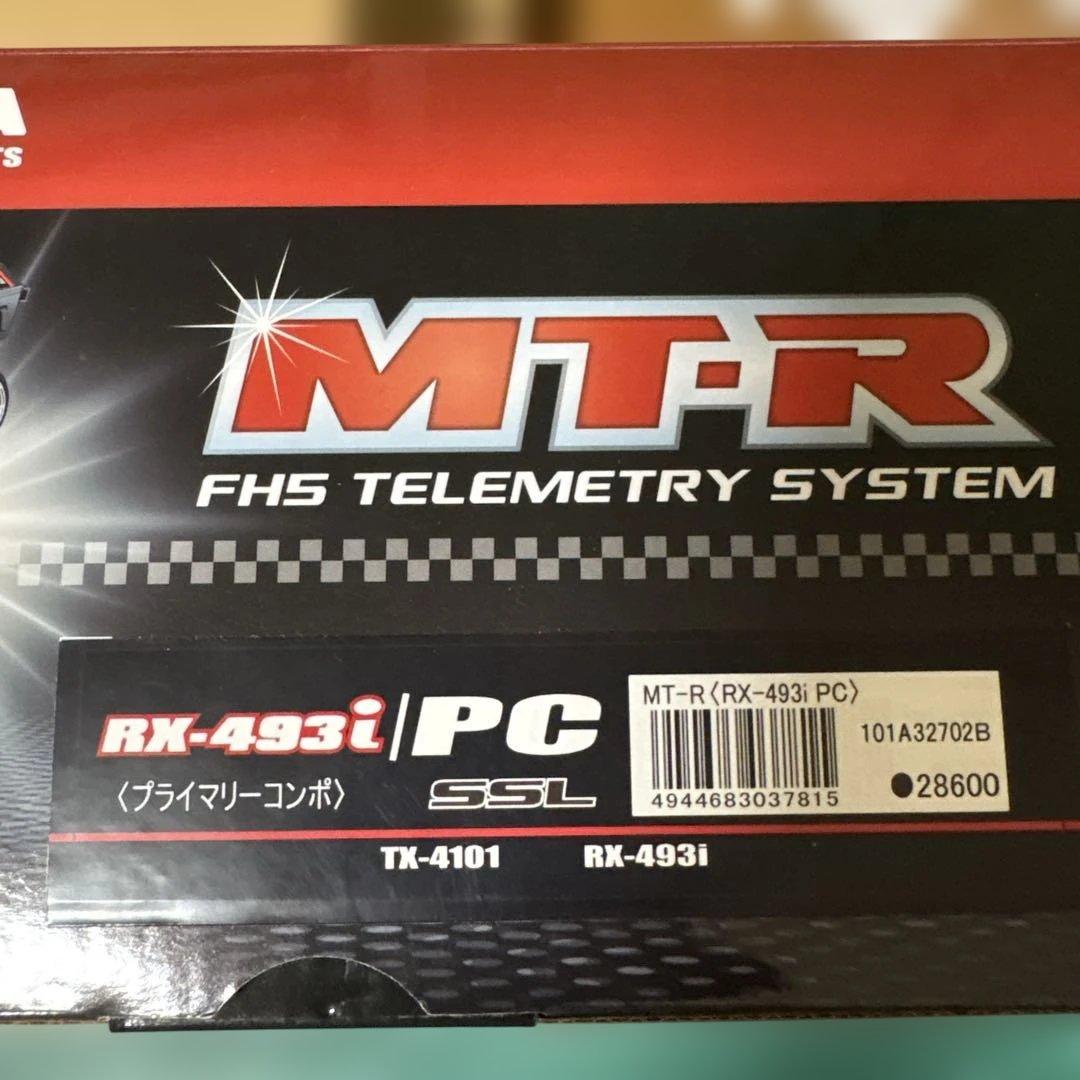 MT-R
FH5 TELEMETRY SYSTEM
RX-493i/PC
〈プライマリーコンポ〉
SSL
MT-R〈RX-493i PC〉
101A32702B
4944683037815
●28600
TX-4101 RX-493i